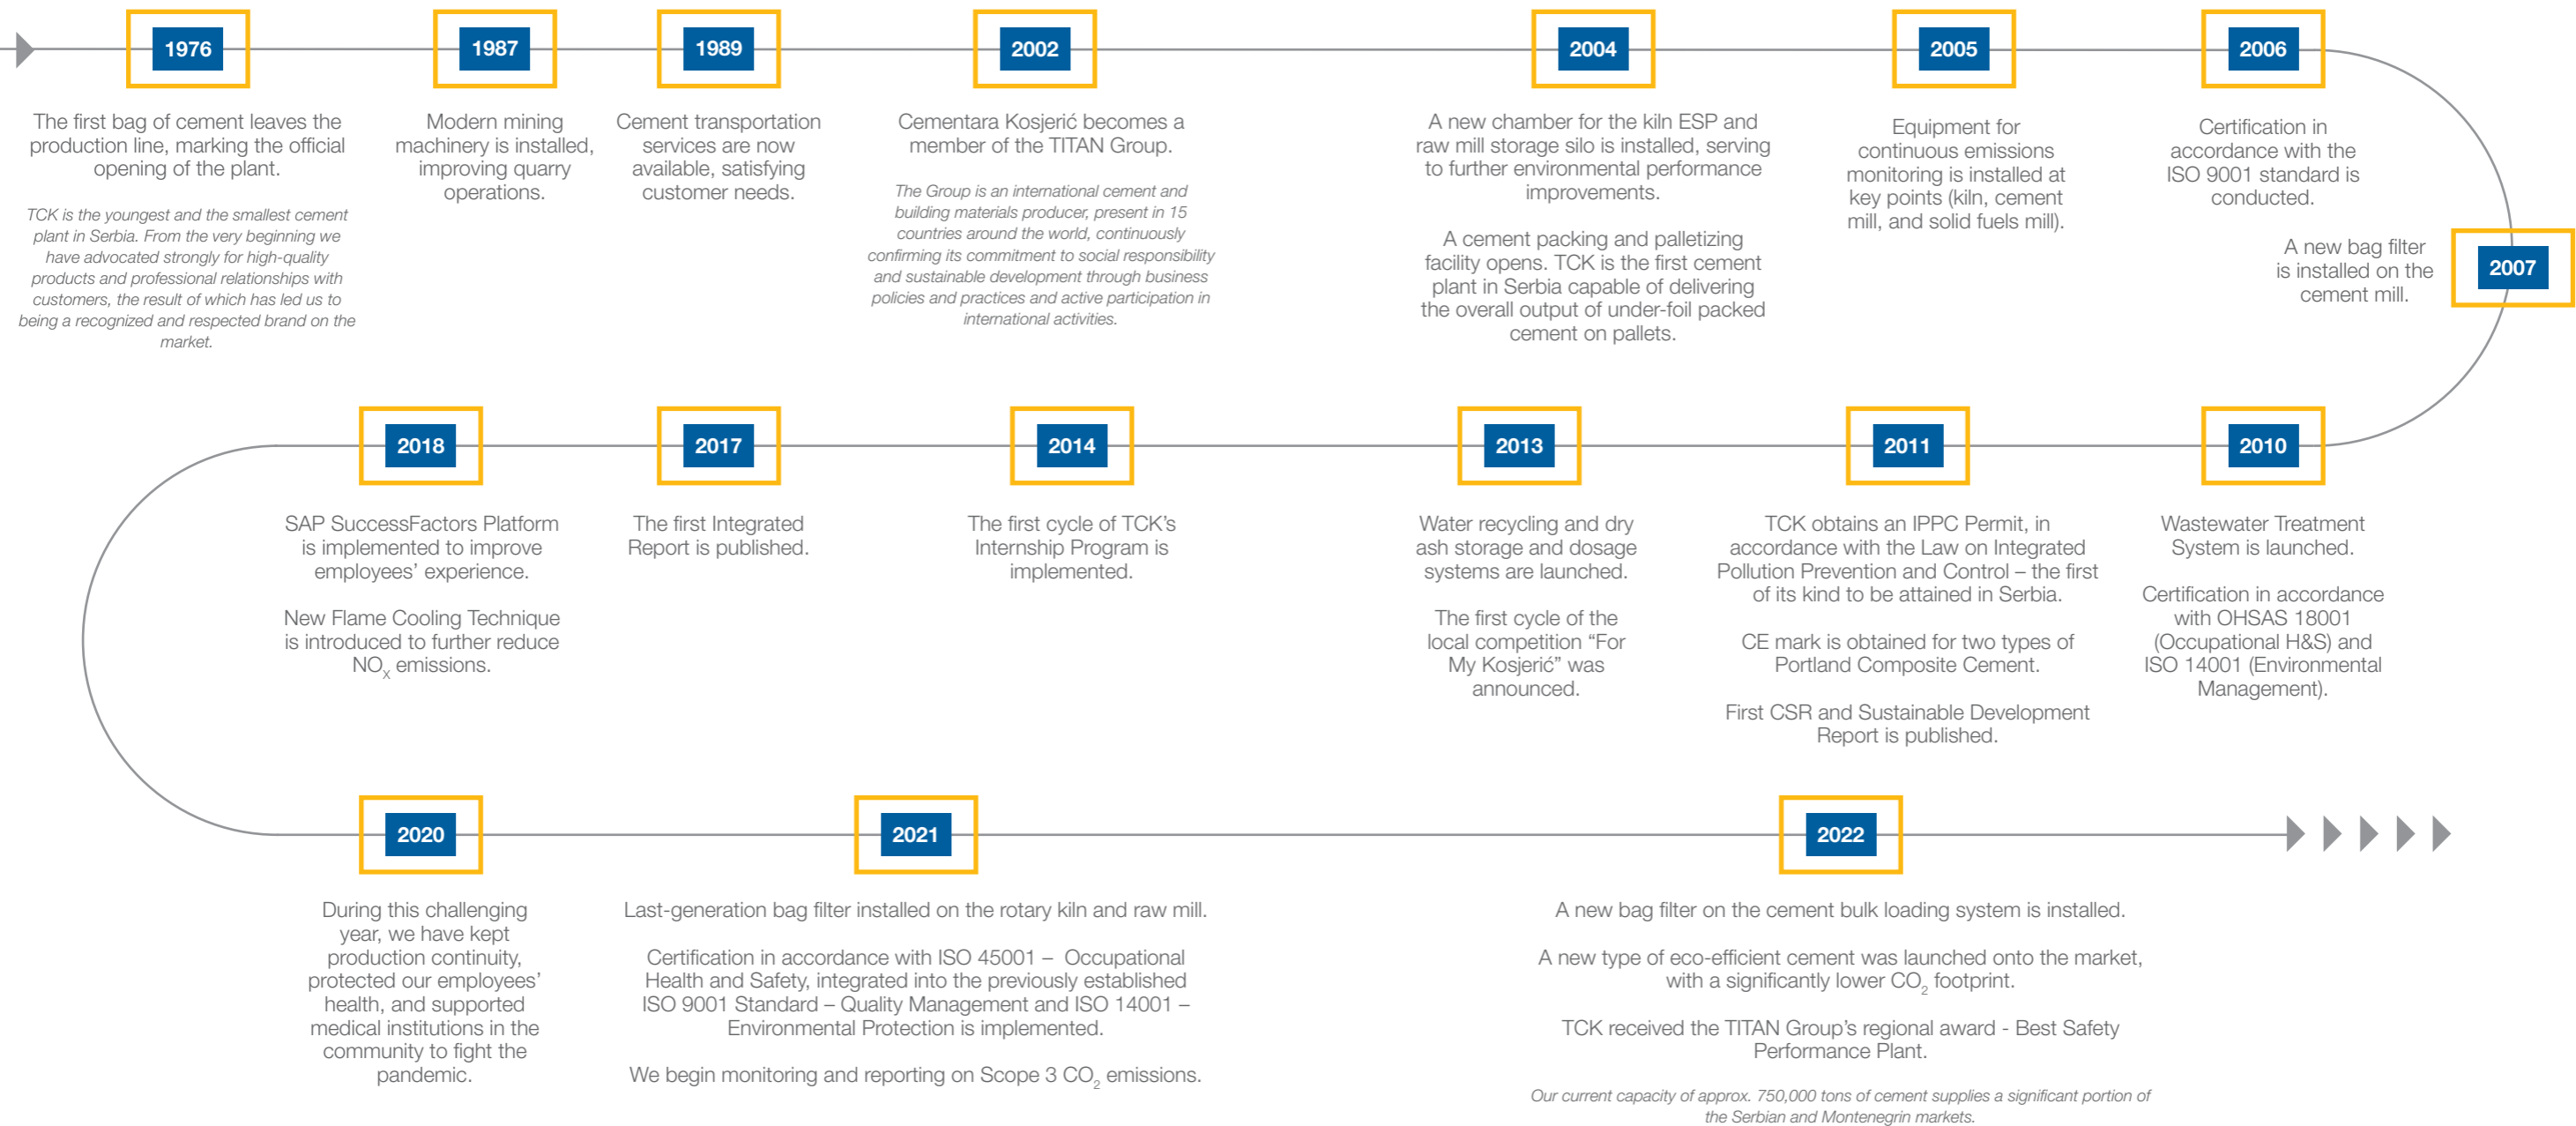 1976
The first bag of cement leaves the
production line, marking the official
opening of the plant.
TCK is the youngest and the smallest cement
plant in Serbia. From the very beginning we
have advocated strongly for high-quality
products and professional relationships with
customers, the result of which has led us to
being a recognized and respected brand on the
market.
1987
Modern mining
machinery is installed,
improving quarry
operations.
1989
Cement transportation
services are now
available, satisfying
customer needs.
2002
Cementara Kosjerić becomes a
member of the TITAN Group.
The Group is an international cement and
building materials producer, present in 15
countries around the world, continuously
confirming its commitment to social responsibility
and sustainable development through business
policies and practices and active participation in
international activities.
2004
A new chamber for the kiln ESP and
raw mill storage silo is installed, serving
to further environmental performance
improvements.
A cement packing and palletizing
facility opens. TCK is the first cement
plant in Serbia capable of delivering
the overall output of under-foil packed
cement on pallets.
2005
Equipment for
continuous emissions
monitoring is installed at
key points (kiln, cement
mill, and solid fuels mill).
2006
Certification in
accordance with the
ISO 9001 standard is
conducted.
2007
A new bag filter
is installed on the
cement mill.
2010
Wastewater Treatment
System is launched.
Certification in accordance
with OHSAS 18001
(Occupational H&S) and
ISO 14001 (Environmental
Management).
2011
TCK obtains an IPPC Permit, in
accordance with the Law on Integrated
Pollution Prevention and Control – the first
of its kind to be attained in Serbia.
CE mark is obtained for two types of
Portland Composite Cement.
First CSR and Sustainable Development
Report is published.
2013
Water recycling and dry
ash storage and dosage
systems are launched.
The first cycle of the
local competition “For
My Kosjerić” was
announced.
2014
The first cycle of TCK’s
Internship Program is
implemented.
2017
The first Integrated
Report is published.
2018
SAP SuccessFactors Platform
is implemented to improve
employees’ experience.
New Flame Cooling Technique
is introduced to further reduce
NOX emissions.
2020
During this challenging
year, we have kept
production continuity,
protected our employees’
health, and supported
medical institutions in the
community to fight the
pandemic.
2021
Last-generation bag filter installed on the rotary kiln and raw mill.
Certification in accordance with ISO 45001 – Occupational
Health and Safety, integrated into the previously established
ISO 9001 Standard – Quality Management and ISO 14001 –
Environmental Protection is implemented.
We begin monitoring and reporting on Scope 3 CO2 emissions.
2022
A new bag filter on the cement bulk loading system is installed.
A new type of eco-efficient cement was launched onto the market,
with a significantly lower CO2 footprint.
TCK received the TITAN Group’s regional award - Best Safety
Performance Plant.
Our current capacity of approx. 750,000 tons of cement supplies a significant portion of
the Serbian and Montenegrin markets.